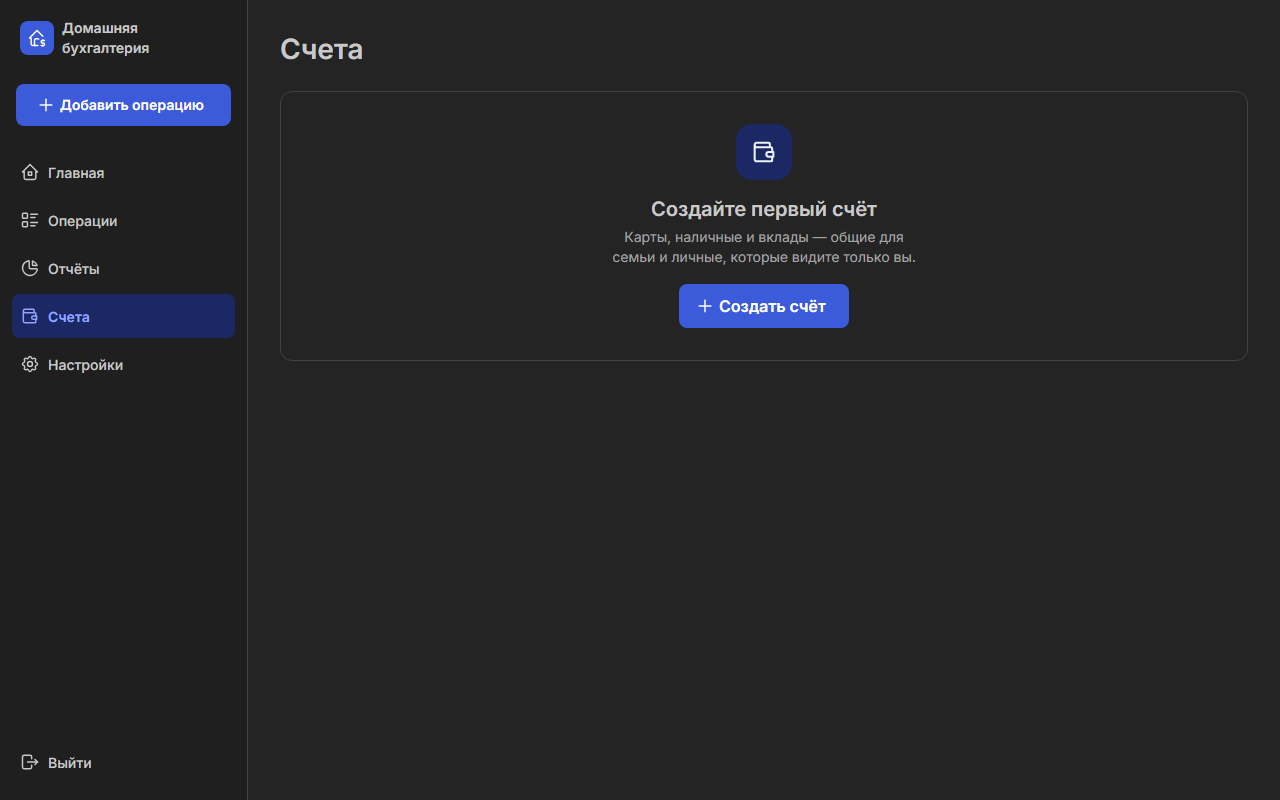 Домашняя
бухгалтерия
Добавить операцию
Главная
Операции
Отчёты
Счета
Настройки
Выйти
Счета
Создайте первый счёт
Карты, наличные и вклады — общие для
семьи и личные, которые видите только вы.
Создать счёт